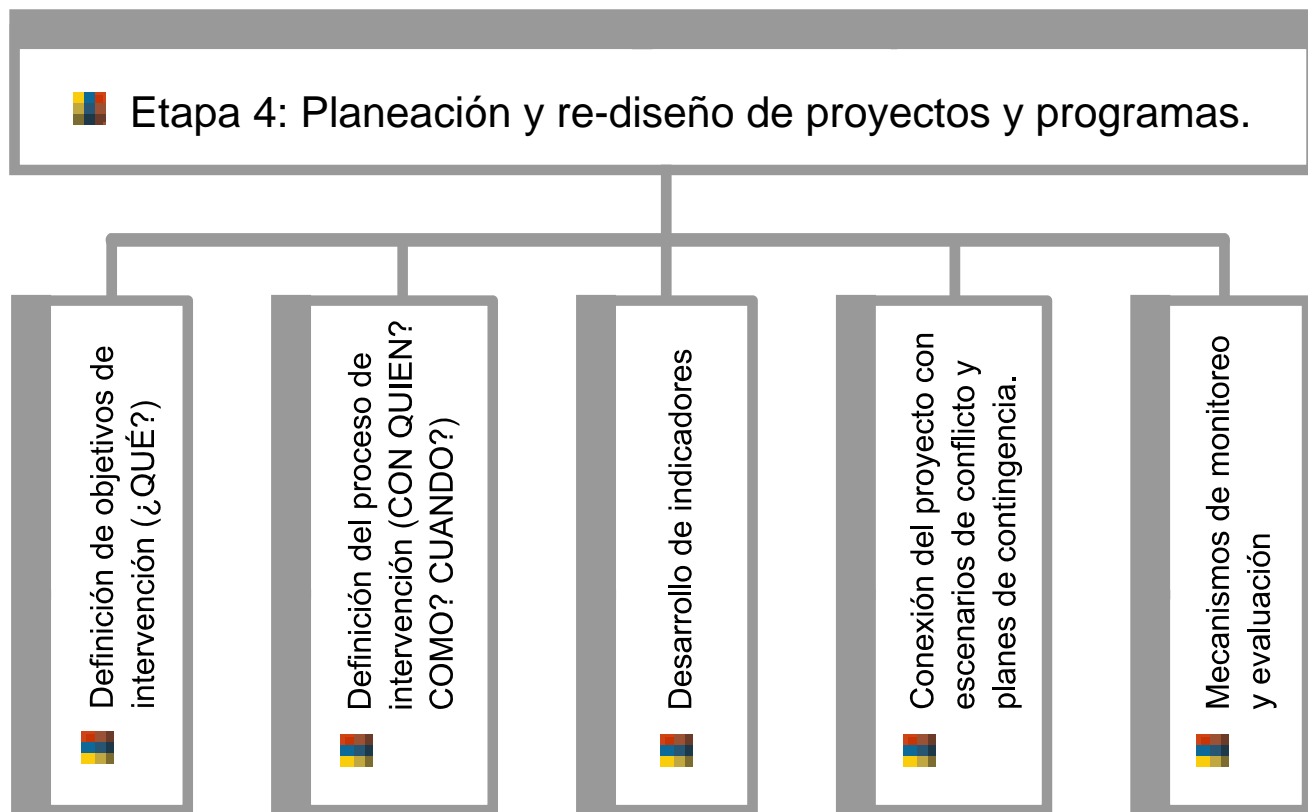 Etapa 4: Planeación y re-diseño de proyectos y programas.
Definición de objetivos de
intervención (¿QUÉ?)
Definición del proceso de
intervención (CON QUIEN?
COMO? CUANDO?)
Desarrollo de indicadores
Conexión del proyecto con
escenarios de conflicto y
planes de contingencia.
Mecanismos de monitoreo
y evaluación